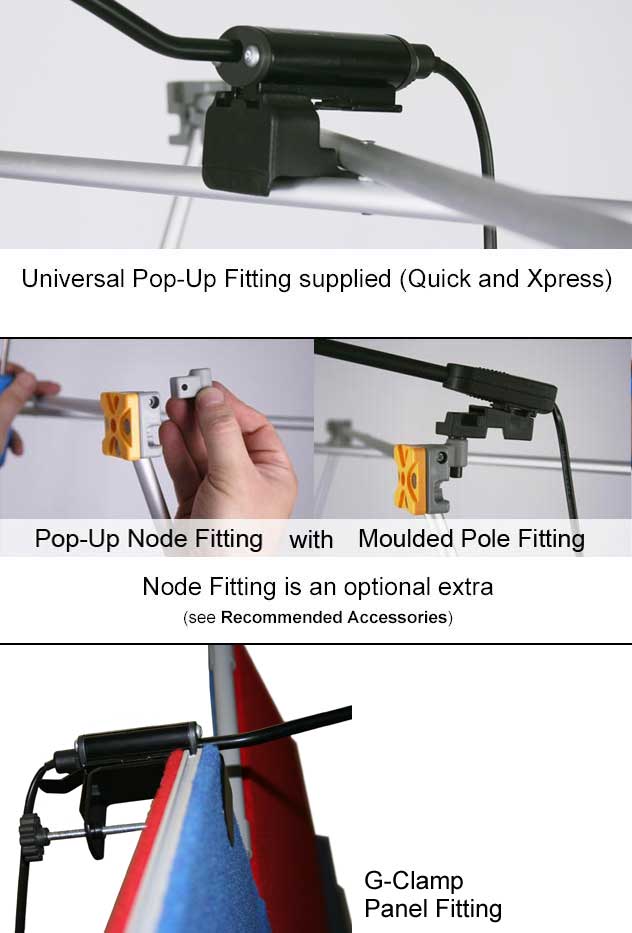 Universal Pop-Up Fitting supplied (Quick and Xpress)
Pop-Up Node Fitting with Moulded Pole Fitting
Node Fitting is an optional extra
(see Recommended Accessories)
G-Clamp
Panel Fitting